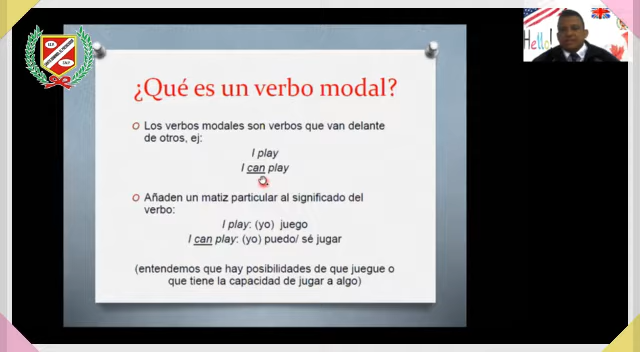 ¿Qué es un verbo modal?
Los verbos modales son verbos que van delante
de otros, ej:
I play
I can play
Añaden un matiz particular al significado del
verbo:
I play: (yo) juego
I can play: (yo) puedo/ sé jugar
(entendemos que hay posibilidades de que juegue o
que tiene la capacidad de jugar a algo)
Hello!